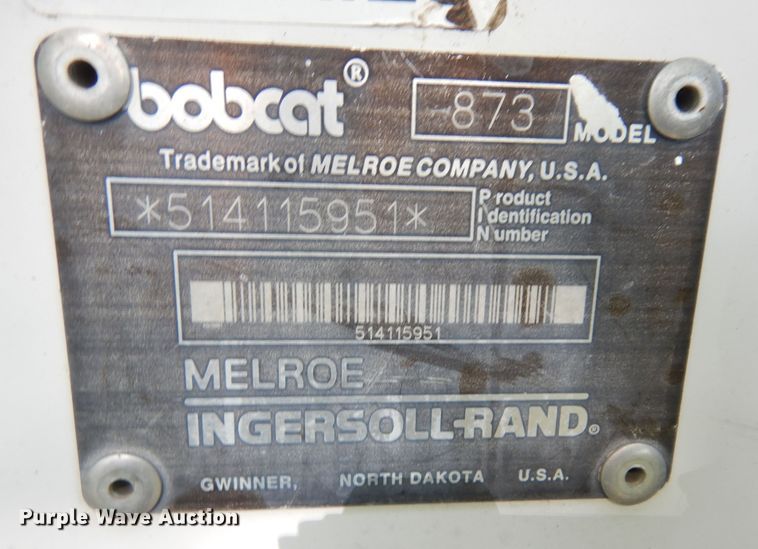 bobcat®
873
MODEL
Trademark of MELROE COMPANY, U.S.A.
*514115951*
Product
Identification
Number
514115951
MELROE
INGERSOLL-RAND®
GWINNER, NORTH DAKOTA U.S.A.
Purple Wave Auction